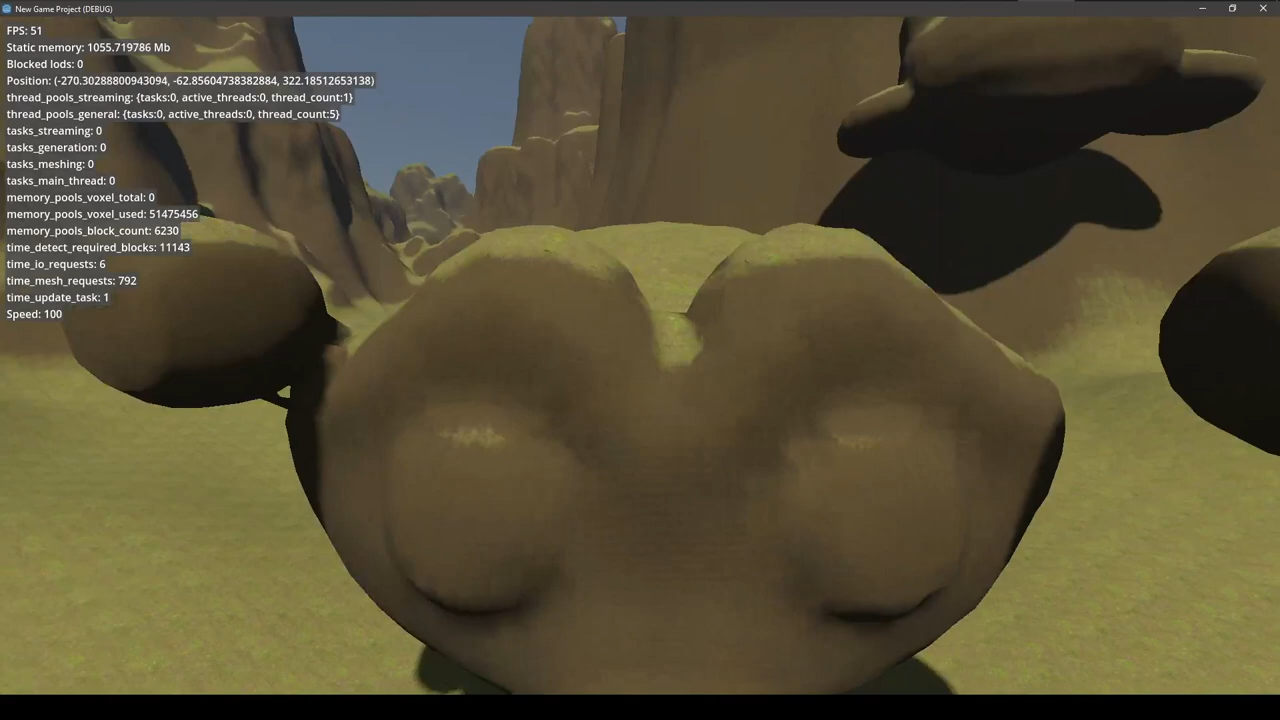 New Game Project (DEBUG)
FPS: 51
Static memory: 1055.719786 Mb
Blocked lods: 0
Position: (-270.30288800943094, -62.85604738382884, 322.18512653138)
thread_pools_streaming: {tasks:0, active_threads:0, thread_count:1}
thread_pools_general: {tasks:0, active_threads:0, thread_count:5}
tasks_streaming: 0
tasks_generation: 0
tasks_meshing: 0
tasks_main_thread: 0
memory_pools_voxel_total: 0
memory_pools_voxel_used: 51475456
memory_pools_block_count: 6230
time_detect_required_blocks: 11143
time_io_requests: 6
time_mesh_requests: 792
time_update_task: 1
Speed: 100